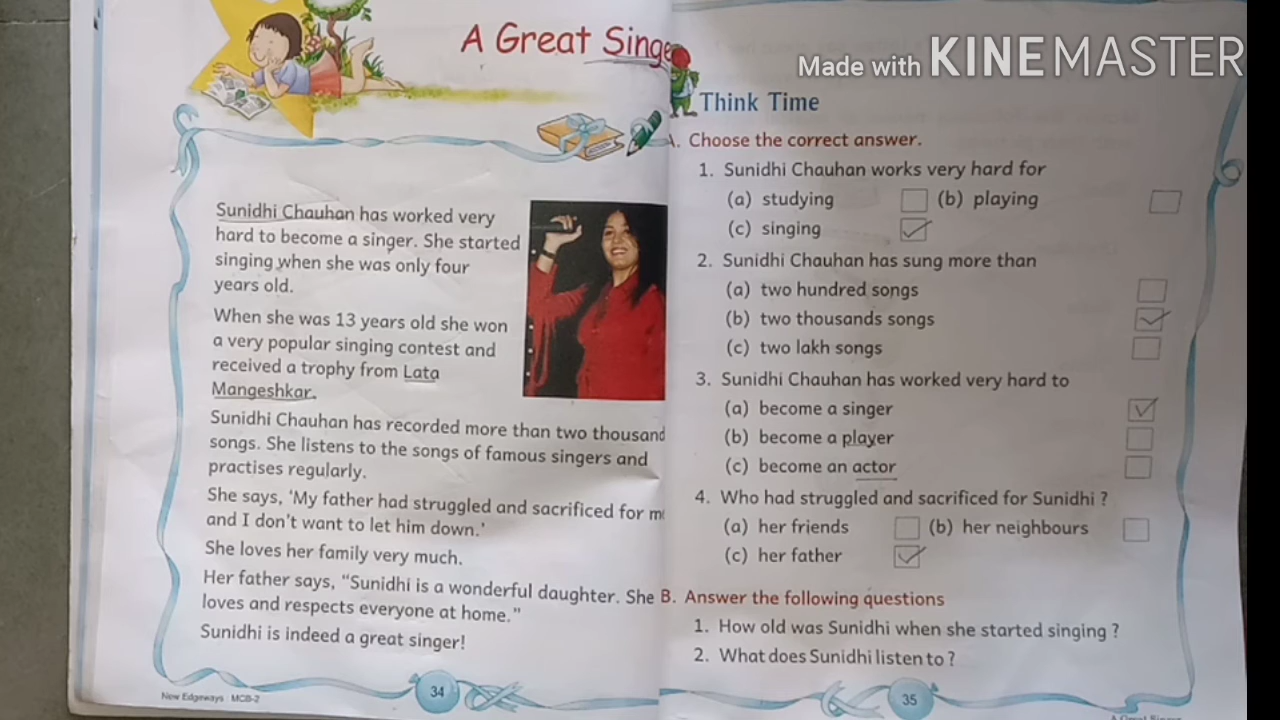 A Great Singe
Sunidhi Chauhan has worked very
hard to become a singer. She started
singing when she was only four
years old.
When she was 13 years old she won
a very popular singing contest and
received a trophy from Lata
Mangeshkar.
Sunidhi Chauhan has recorded more than two thousand
songs. She listens to the songs of famous singers and
practises regularly.
She says, 'My father had struggled and sacrificed for m
and I don't want to let him down.'
She loves her family very much.
Her father says, "Sunidhi is a wonderful daughter. She
loves and respects everyone at home."
Sunidhi is indeed a great singer!
New Edgeways : MCB-2
34
Made with KINEMASTER
Think Time
A. Choose the correct answer.
1. Sunidhi Chauhan works very hard for
(a) studying (b) playing
(c) singing
2. Sunidhi Chauhan has sung more than
(a) two hundred songs
(b) two thousands songs
(c) two lakh songs
3. Sunidhi Chauhan has worked very hard to
(a) become a singer
(b) become a player
(c) become an actor
4. Who had struggled and sacrificed for Sunidhi ?
(a) her friends (b) her neighbours
(c) her father
B. Answer the following questions
1. How old was Sunidhi when she started singing ?
2. What does Sunidhi listen to ?
35
A Great Singer